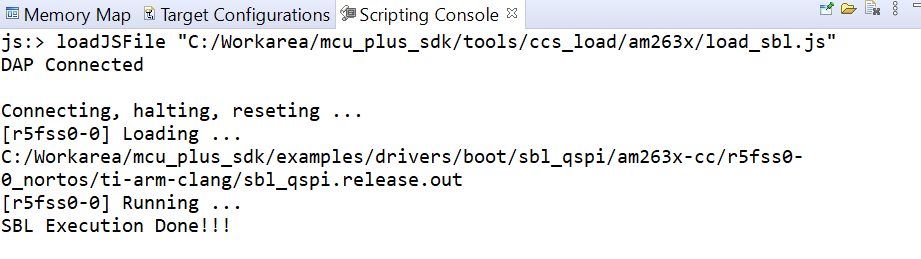 Memory Map Target Configurations Scripting Console
js:> loadJSFile "C:/Workarea/mcu_plus_sdk/tools/ccs_load/am263x/load_sbl.js"
DAP Connected
Connecting, halting, reseting ...
[r5fss0-0] Loading ...
C:/Workarea/mcu_plus_sdk/examples/drivers/boot/sbl_qspi/am263x-cc/r5fss0-
0_nortos/ti-arm-clang/sbl_qspi.release.out
[r5fss0-0] Running ...
SBL Execution Done!!!